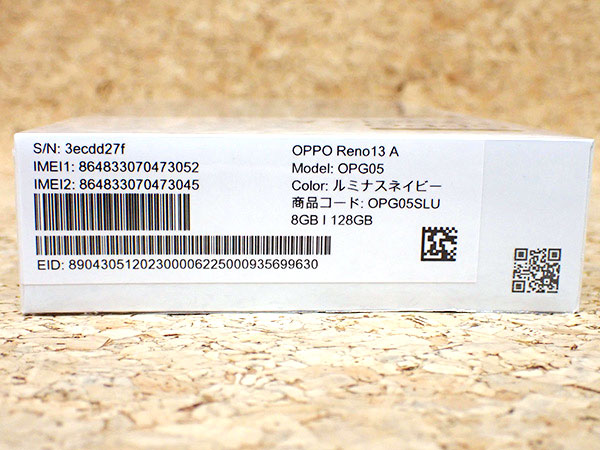 S/N: 3ecdd27f
IMEI1: 864833070473052
IMEI2: 864833070473045
EID: 89043051202300006225000935699630
OPPO Reno13 A
Model: OPG05
Color: ルミナスネイビー
商品コード: OPG05SLU
8GB I 128GB